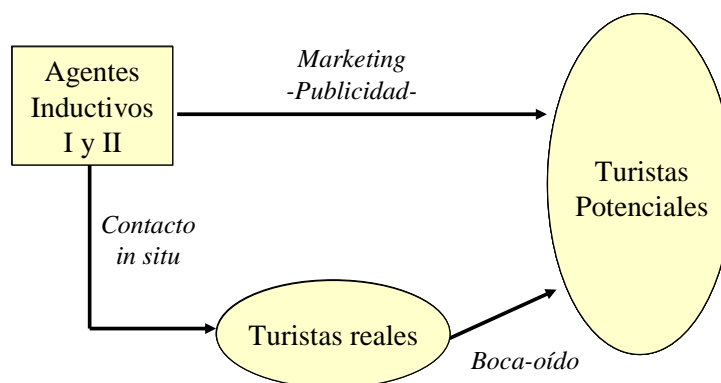 Agentes
Inductivos
I y II
Marketing
-Publicidad-
Turistas
Potenciales
Contacto
in situ
Turistas reales
Boca-oído